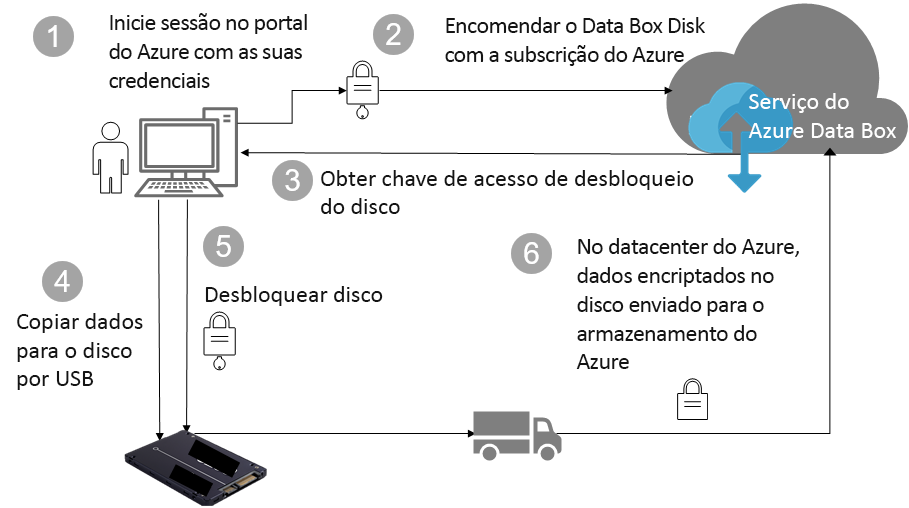 1
Inicie sessão no portal
do Azure com as suas
credenciais
2
Encomendar o Data Box Disk
com a subscrição do Azure
Serviço do
Azure Data Box
3
Obter chave de acesso de desbloqueio
do disco
4
Copiar dados
para o disco
por USB
5
Desbloquear disco
6
No datacenter do Azure,
dados encriptados no
disco enviado para o
armazenamento do
Azure